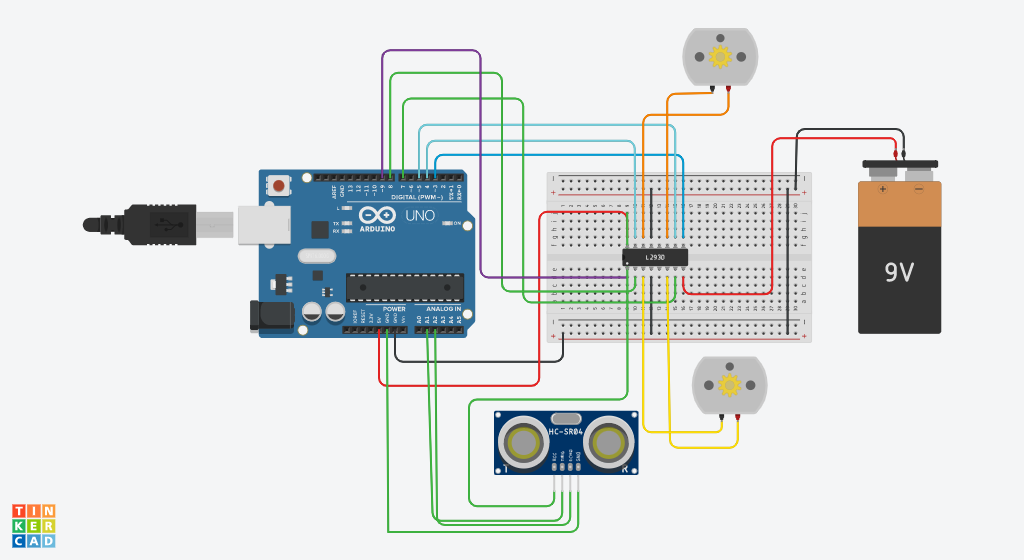 AREF
GND
13
12
~11
~10
~9
8
7
~6
~5
4
~3
2
TX→1
RX←0
DIGITAL (PWM~)
L
TX
RX
ARDUINO
UNO
ON
IOREF
RESET
3.3V
5V
GND
GND
Vin
POWER
ANALOG IN
A0
A1
A2
A3
A4
A5
L293D
9V
HC-SR04
VCC
TRIG
ECHO
GND
T
R
TIN
KER
CAD